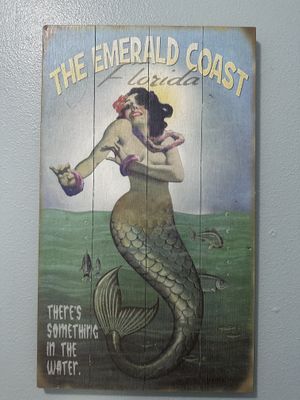 THE EMERALD COAST
Florida
THERE'S
SOMETHING
IN THE
WATER.